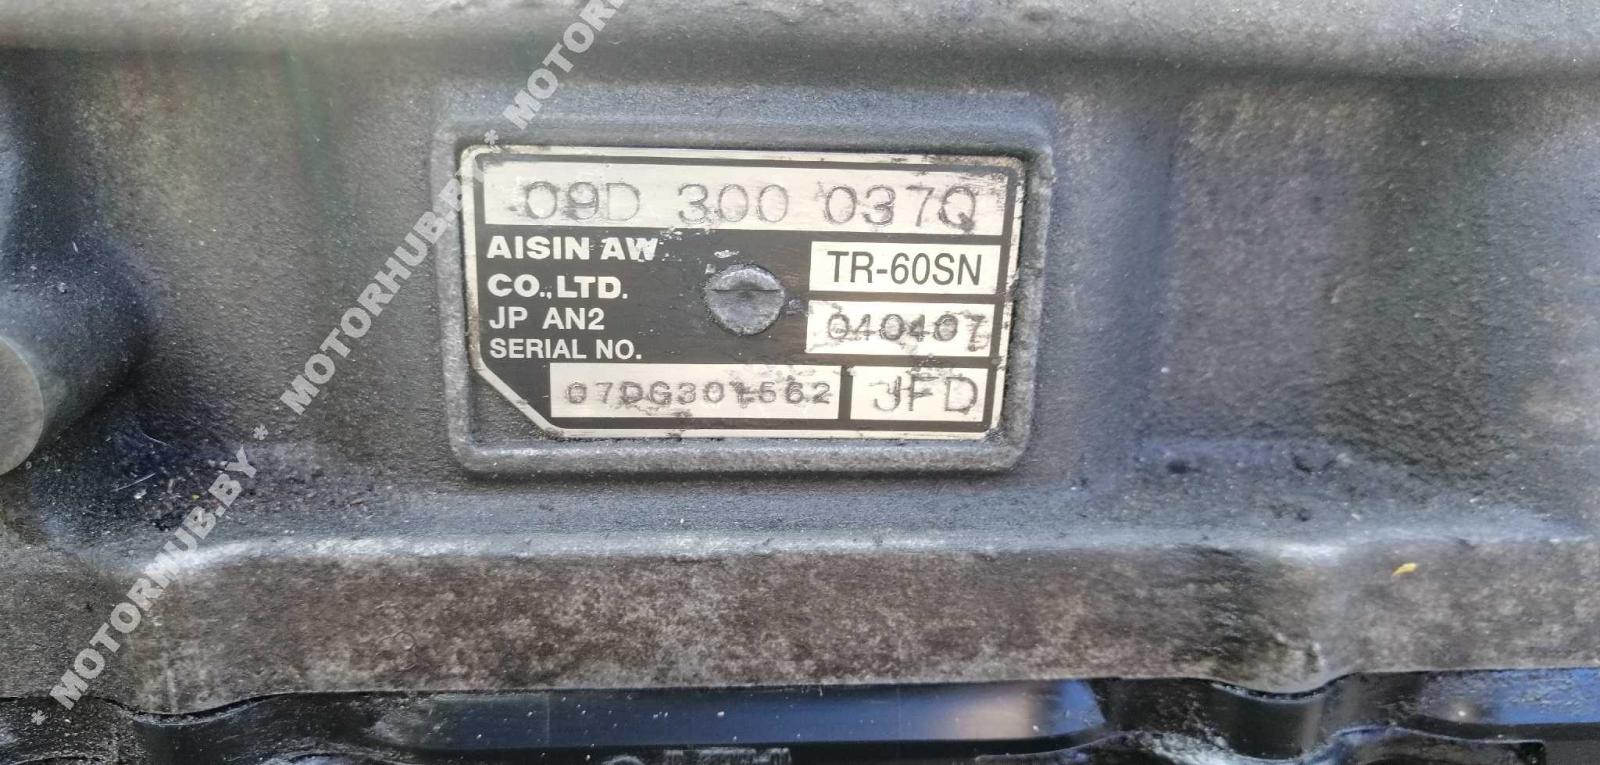 09D 300 037Q
AISIN AW
CO.,LTD.
TR-60SN
JP AN2
040407
SERIAL NO.
07DG301562 JFD
* MOTORHUB.BY * MOTORHUB.BY * MOTORHUB.BY * MOTOR